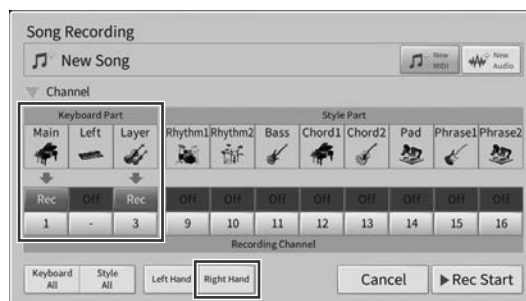 Song Recording
New Song
New MIDI
New Audio
Channel
Keyboard Part Style Part
Main Left Layer Rhythm1 Rhythm2 Bass Chord1 Chord2 Pad Phrase1 Phrase2
Rec Off Rec Off Off Off Off Off Off Off Off
1 - 3 9 10 11 12 13 14 15 16
Recording Channel
Keyboard All
Style All
Left Hand Right Hand Cancel Rec Start